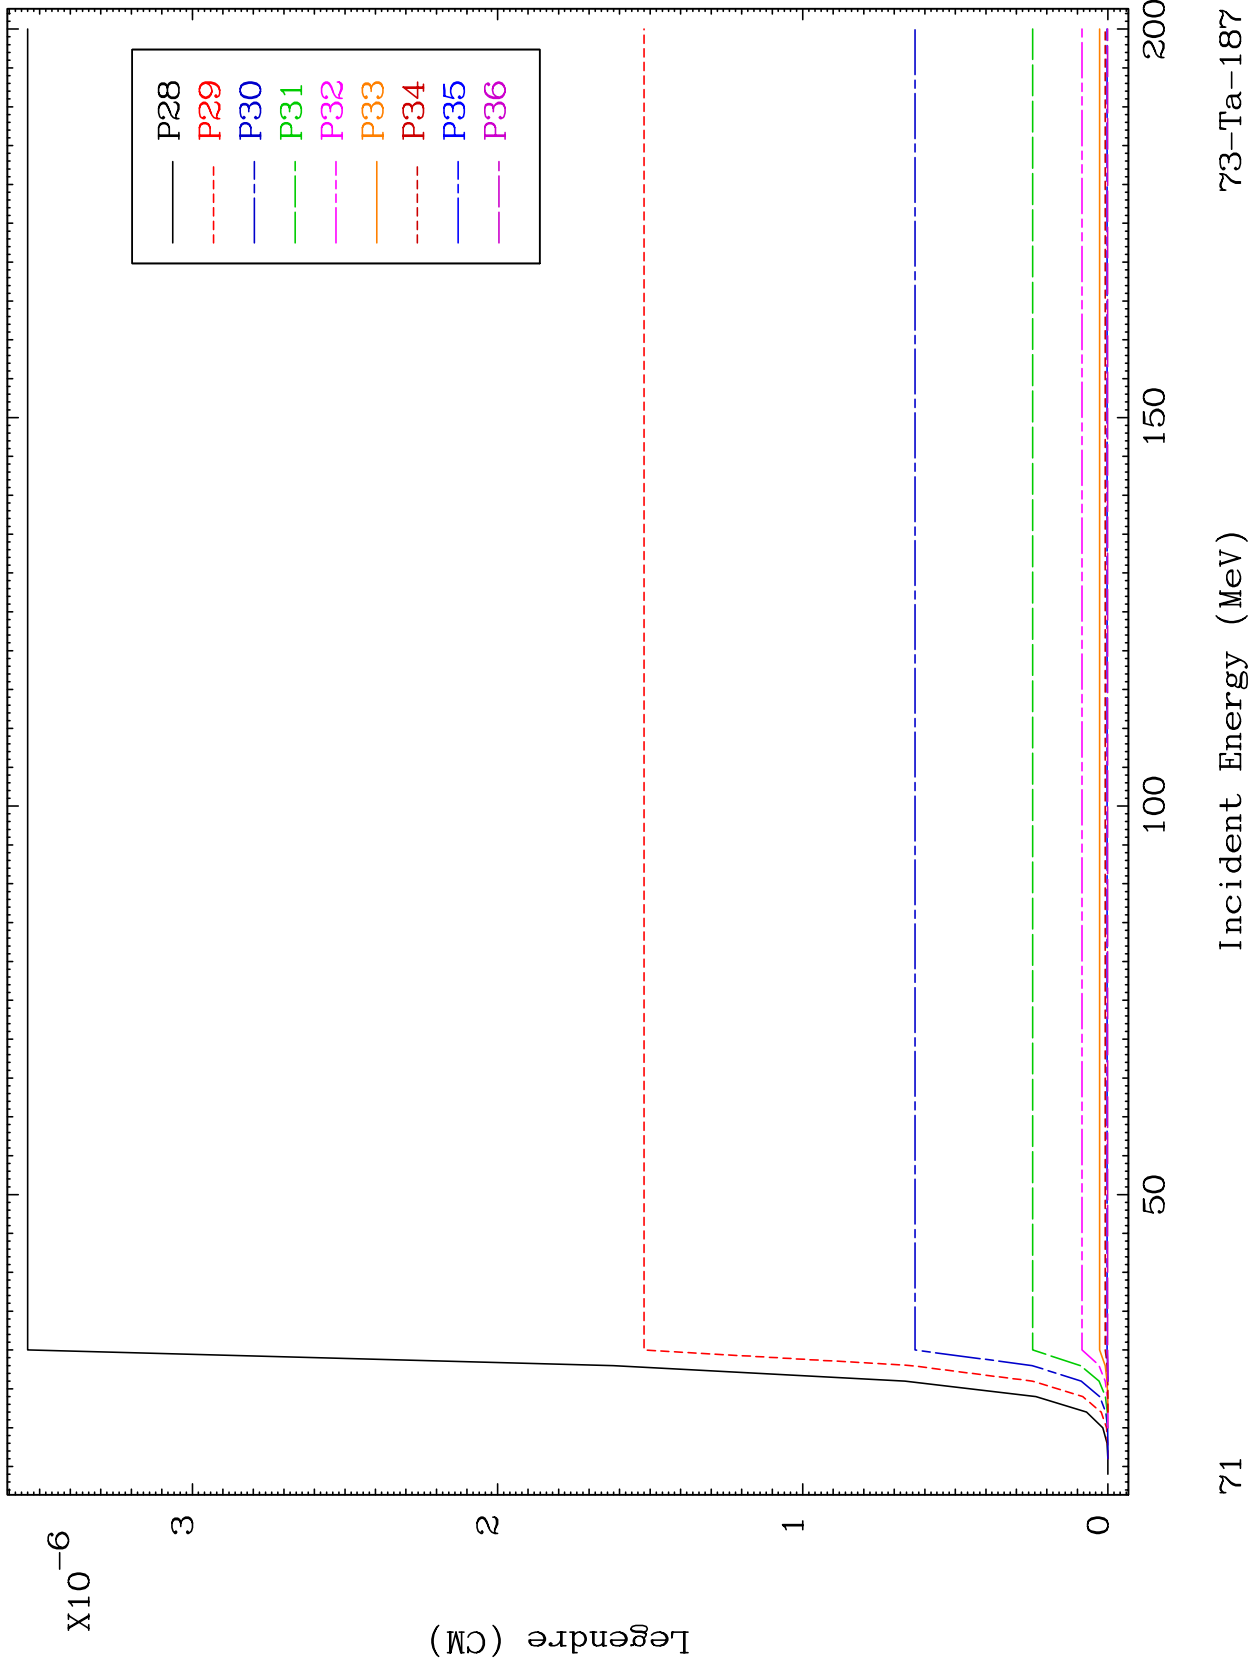 X10-6
3
2
1
0
Legendre (CM)
50
100
150
200
Incident Energy (MeV)
71
73-Ta-187
P28
P29
P30
P31
P32
P33
P34
P35
P36